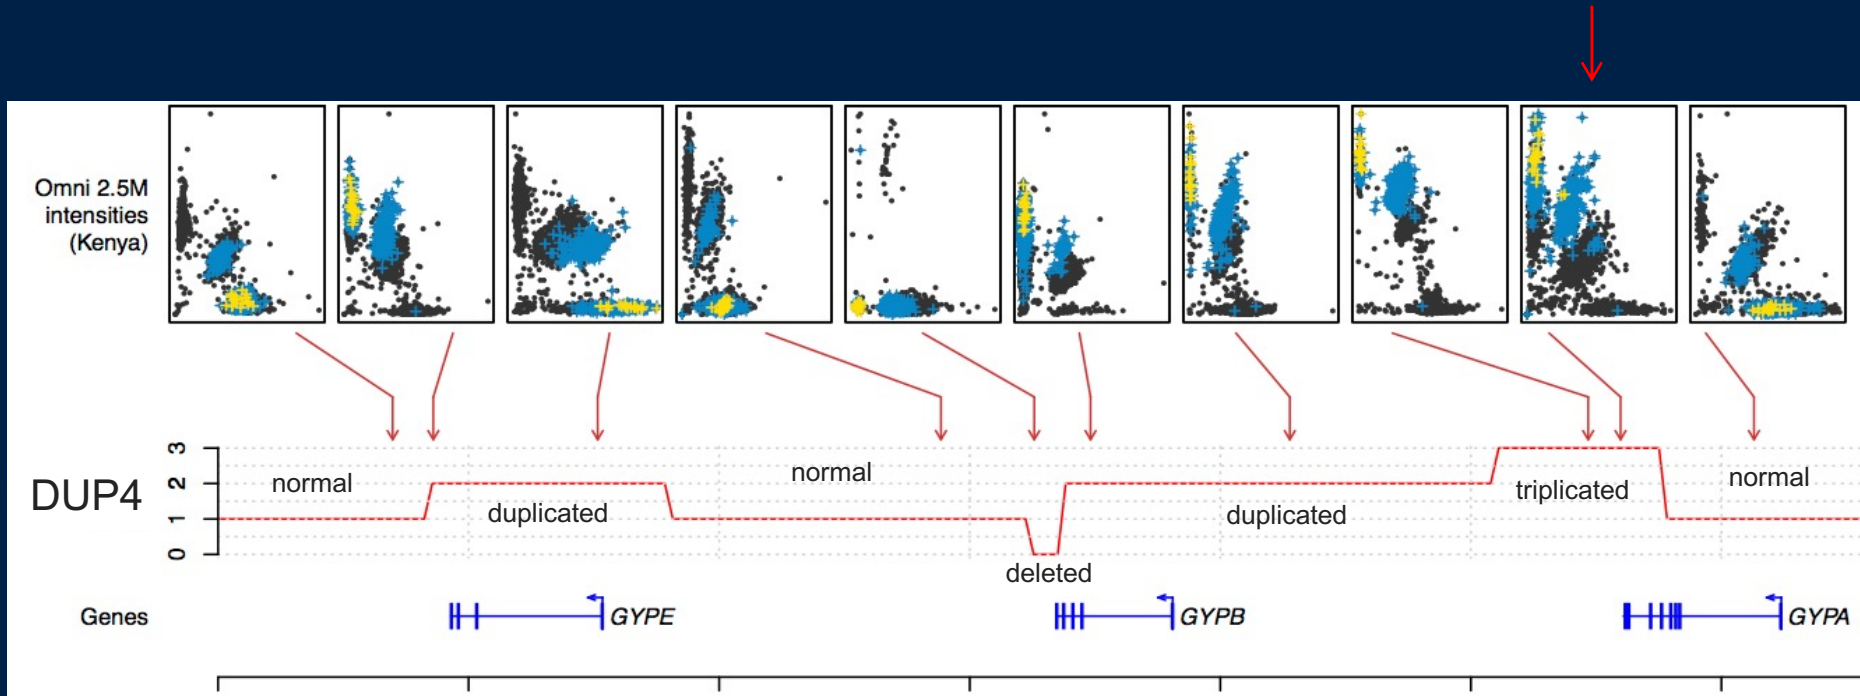 Omni 2.5M
intensities
(Kenya)
DUP4
3
2
1
0
normal
duplicated
normal
deleted
duplicated
triplicated
normal
Genes
GYPE
GYPB
GYPA